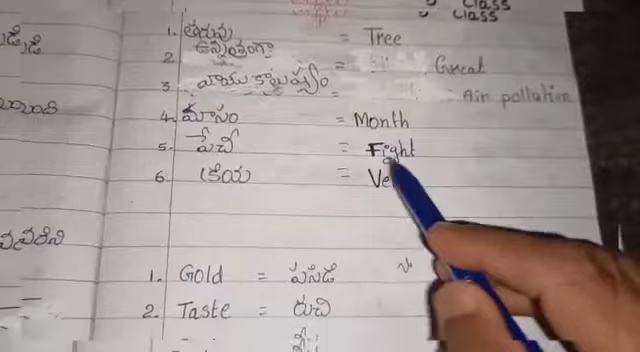 Class
Class
1. తరువు = Tree
2 ఉన్నతంగా = Great
3. వాయు కాలుష్యం = Air pollution
4. మాసం = Month
5. పేచీ = Fight
6. క్రియ =
1. Gold = పసిడి
2. Taste = రుచి